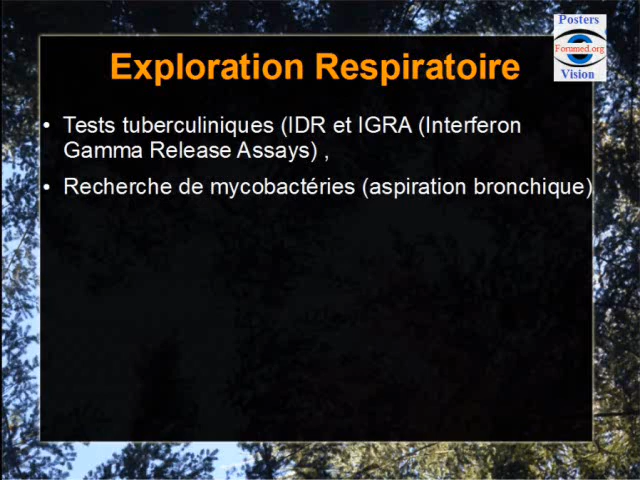 Posters
Forumed.org
Vision
Exploration Respiratoire
• Tests tuberculiniques (IDR et IGRA (Interferon
Gamma Release Assays) ,
• Recherche de mycobactéries (aspiration bronchique)